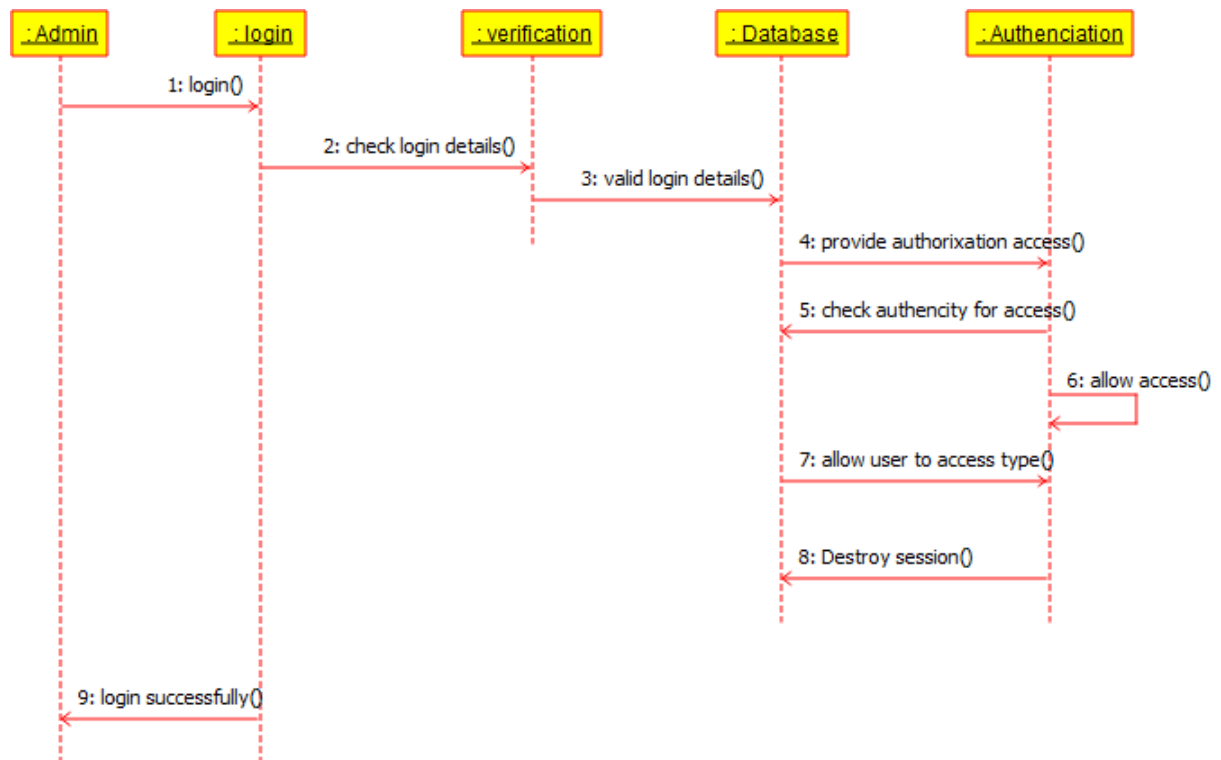 : Admin
: login
: verification
: Database
: Authenciation
1: login()
2: check login details()
3: valid login details()
4: provide authorixation access()
5: check authencity for access()
6: allow access()
7: allow user to access type()
8: Destroy session()
9: login successfully()